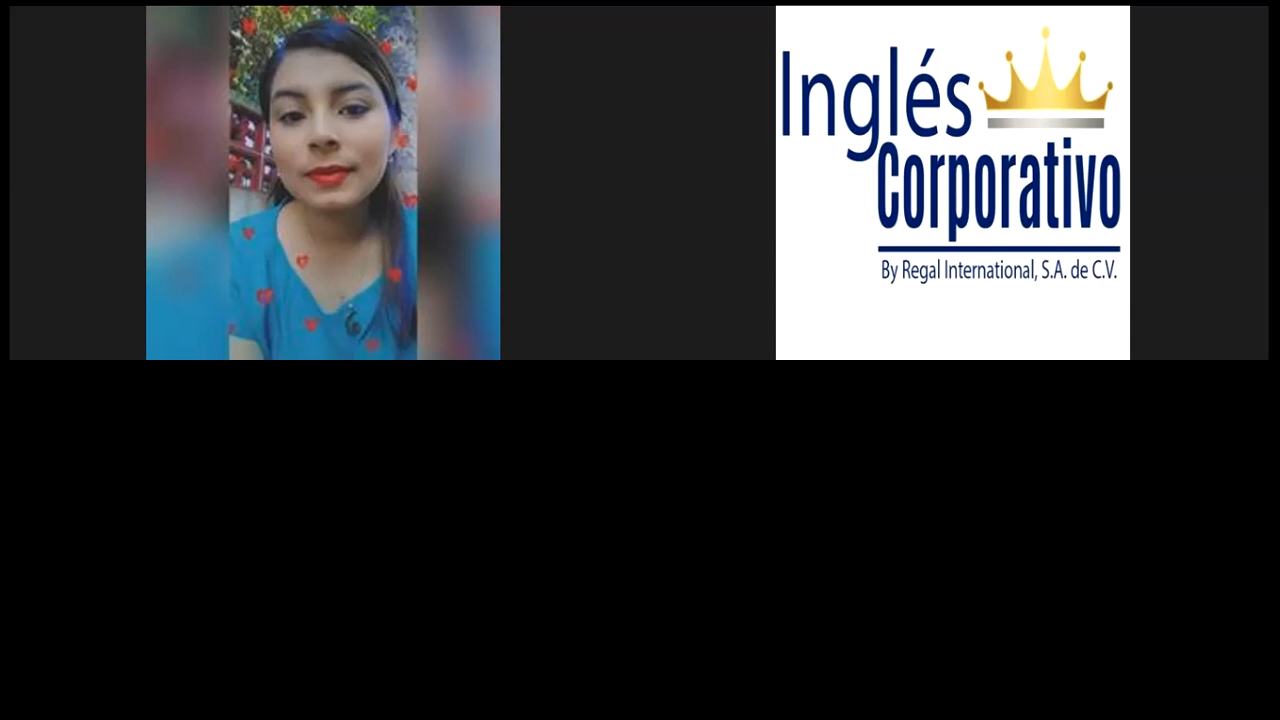 Inglés
Corporativo
By Regal International, S.A. de C.V.